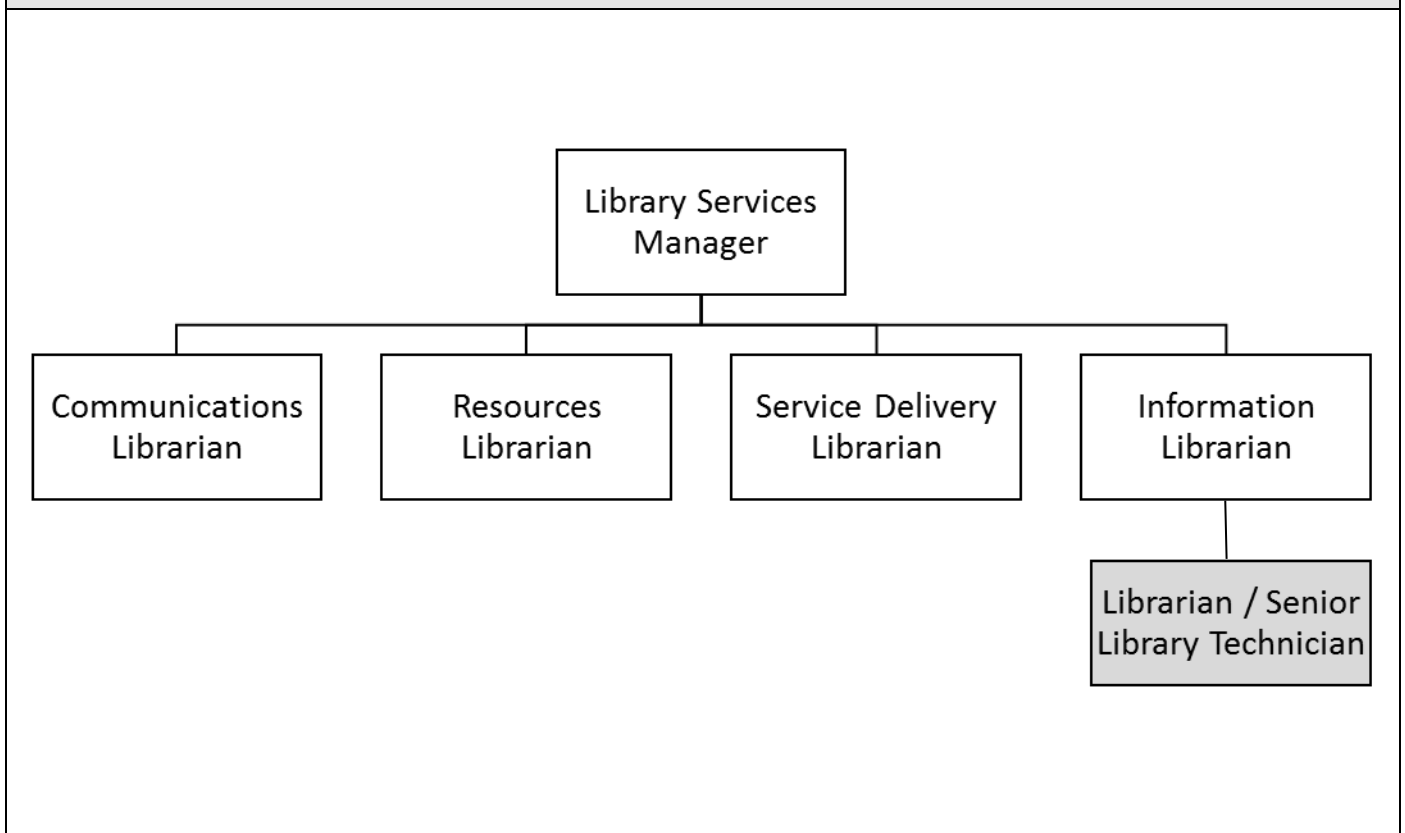 Library Services
Manager
Communications
Librarian
Resources
Librarian
Service Delivery
Librarian
Information
Librarian
Librarian / Senior
Library Technician